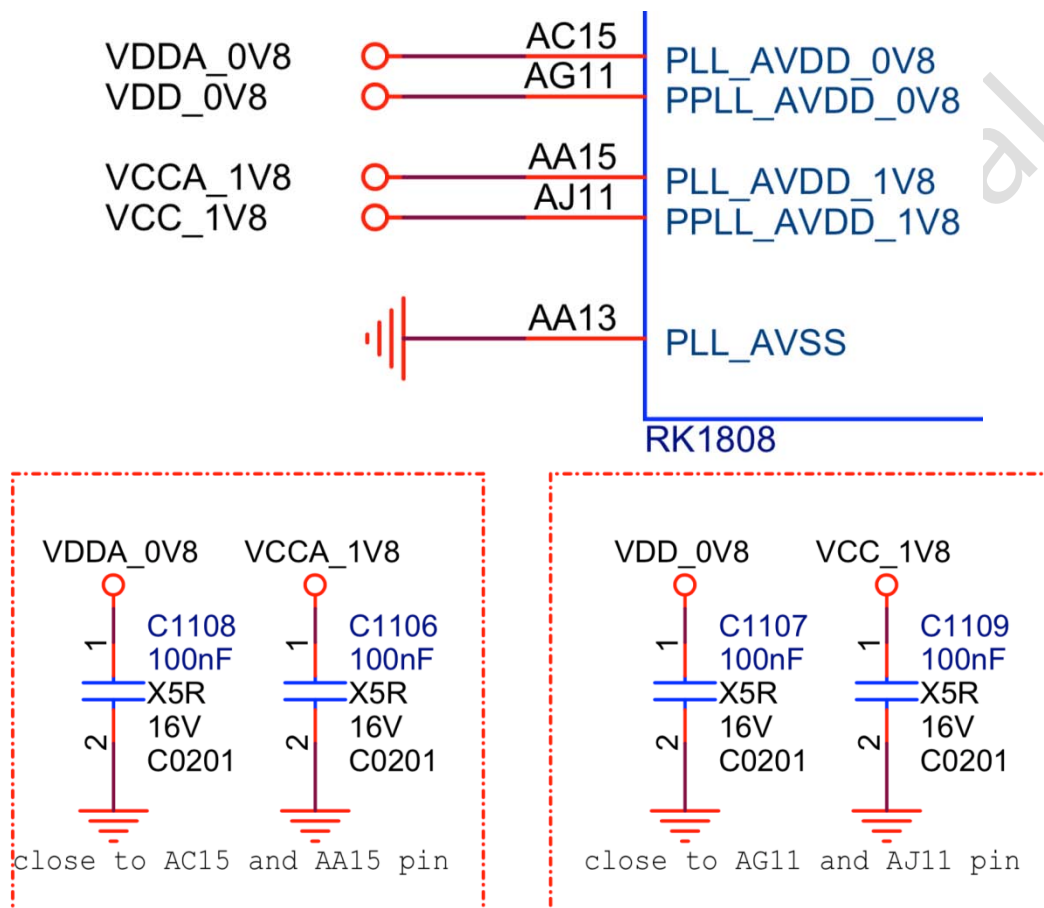 VDDA_0V8 AC15 PLL_AVDD_0V8
VDD_0V8 AG11 PPLL_AVDD_0V8
VCCA_1V8 AA15 PLL_AVDD_1V8
VCC_1V8 AJ11 PPLL_AVDD_1V8
AA13 PLL_AVSS
RK1808
VDDA_0V8
1
C1108
100nF
X5R
16V
2
C0201
VCCA_1V8
1
C1106
100nF
X5R
16V
2
C0201
close to AC15 and AA15 pin
VDD_0V8
1
C1107
100nF
X5R
16V
2
C0201
VCC_1V8
1
C1109
100nF
X5R
16V
2
C0201
close to AG11 and AJ11 pin